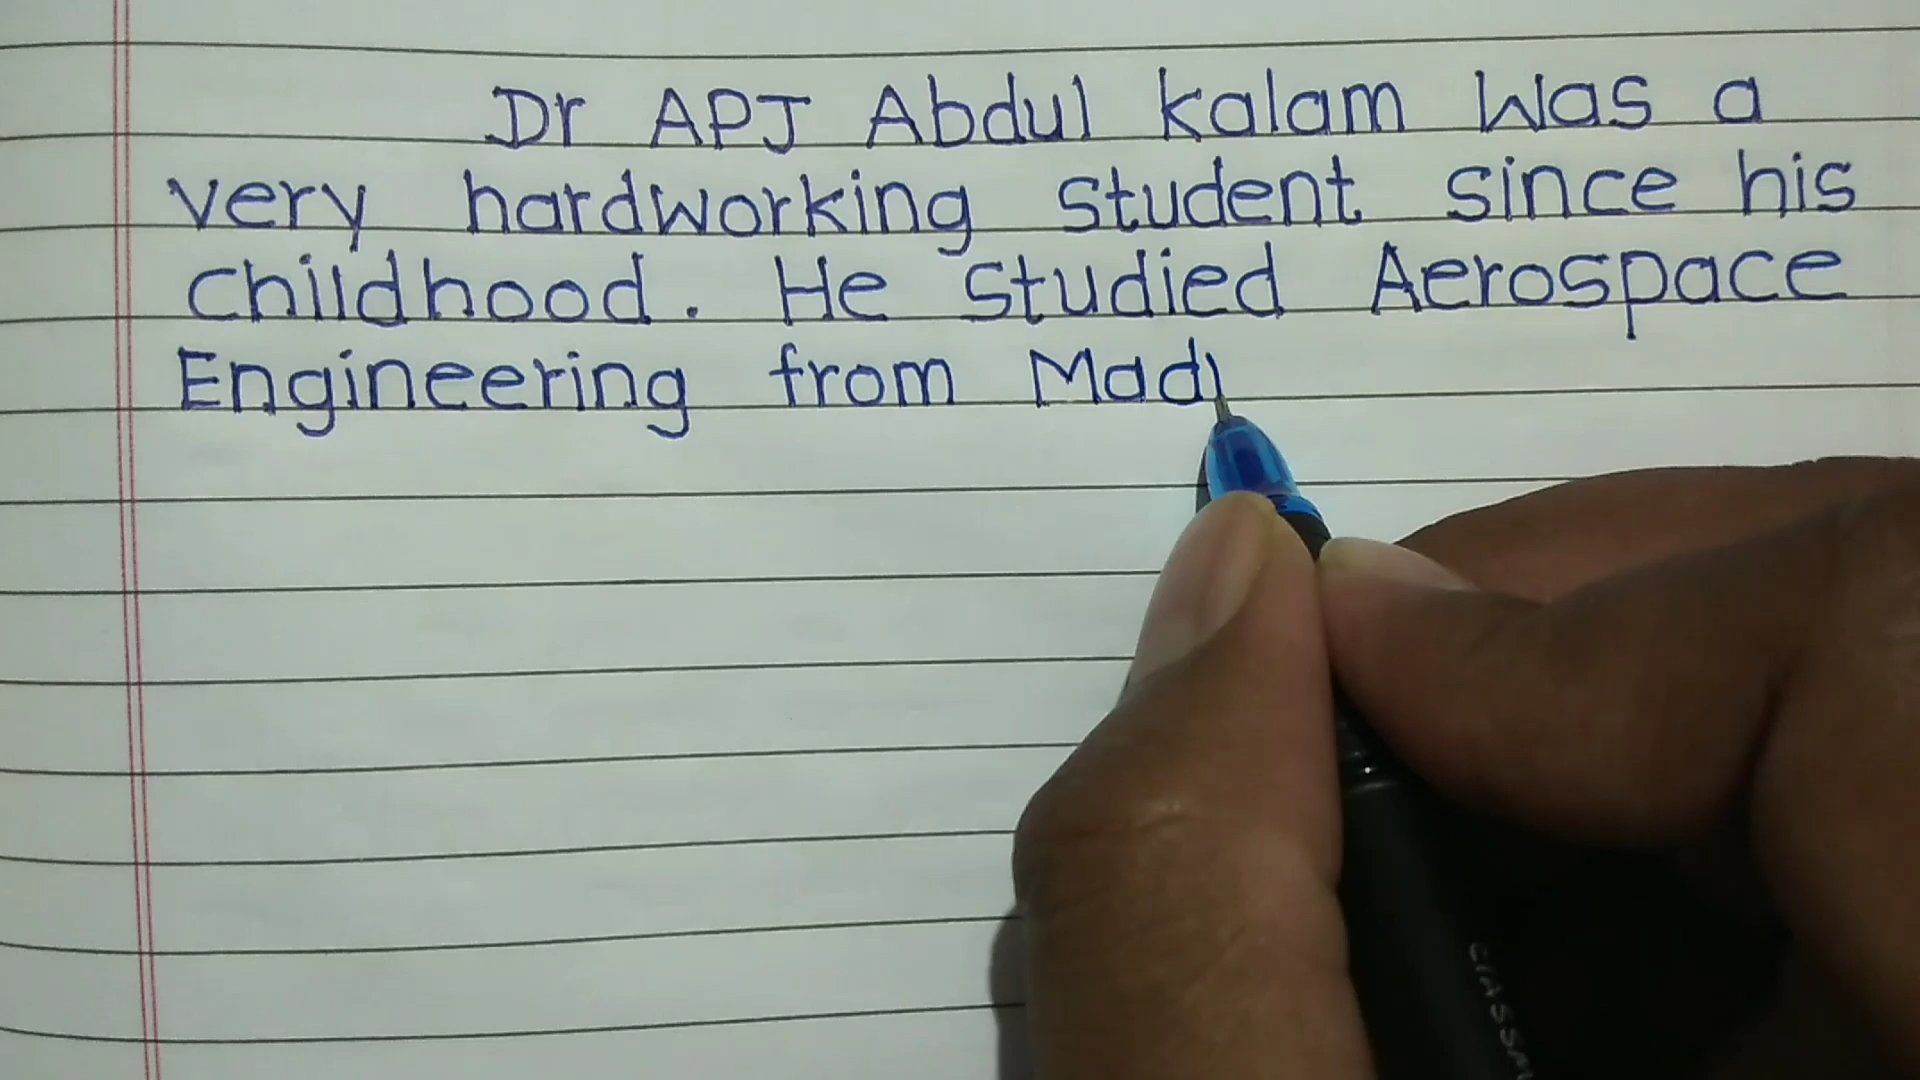 Dr APJ Abdul Kalam was a
very hardworking student since his
childhood. He studied Aerospace
Engineering from Mad